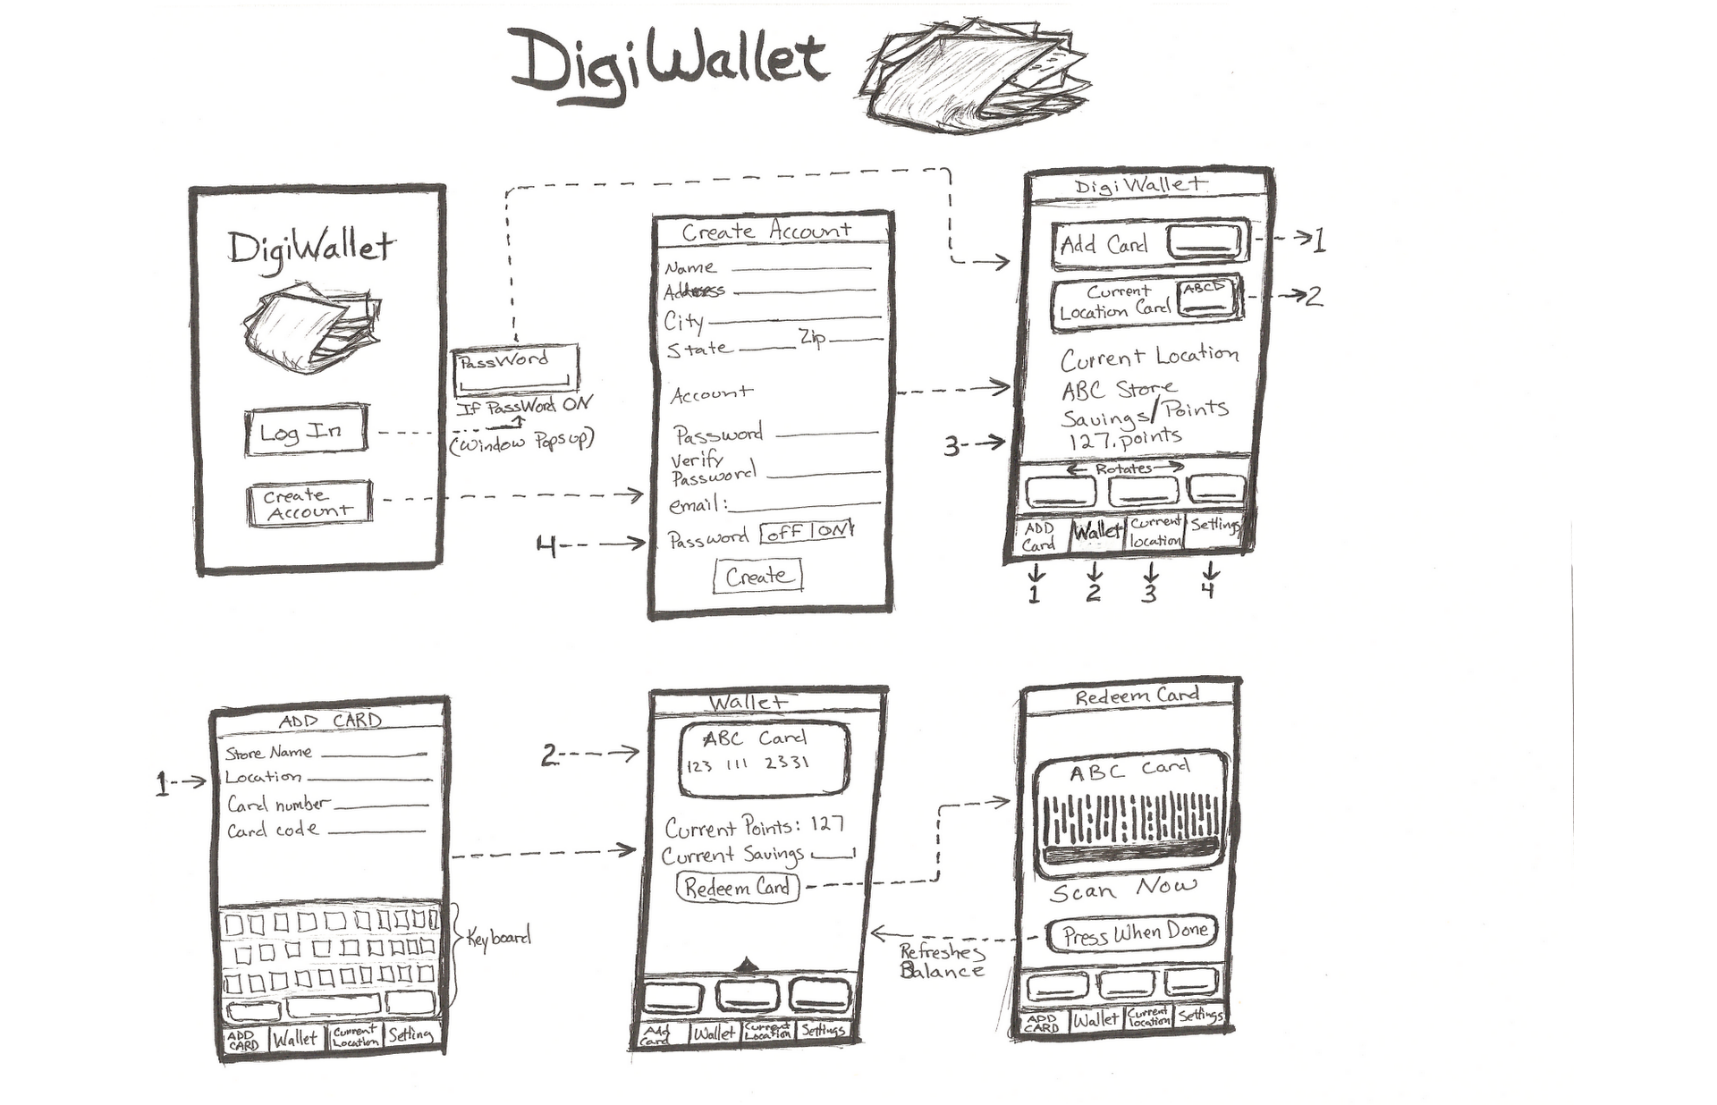 DigiWallet
DigiWallet
Log In
Create
Account
PassWord
If PassWord ON
(Window Pops up)
Create Account
Name
Address
City
State Zip
Account
Password
Verify
Password
email:
Password OFF ON
Create
4
DigiWallet
Add Card
1
Current
Location Card
ABCD
2
Current Location
ABC Store
Savings/Points
127.points
3
Rotates
ADD
Card
Wallet
Current
location
Settings
1 2 3 4
ADD CARD
Store Name
1
Location
Card number
Card code
Keyboard
ADD
CARD
Wallet
Current
Location
Setting
Wallet
2
ABC Card
123 111 2331
Current Points: 127
Current Savings
Redeem Card
Add
Card
Wallet
Current
Location
Settings
Refreshes
Balance
Redeem Card
ABC Card
Scan Now
Press When Done
ADD
CARD
Wallet
Current
location
Settings